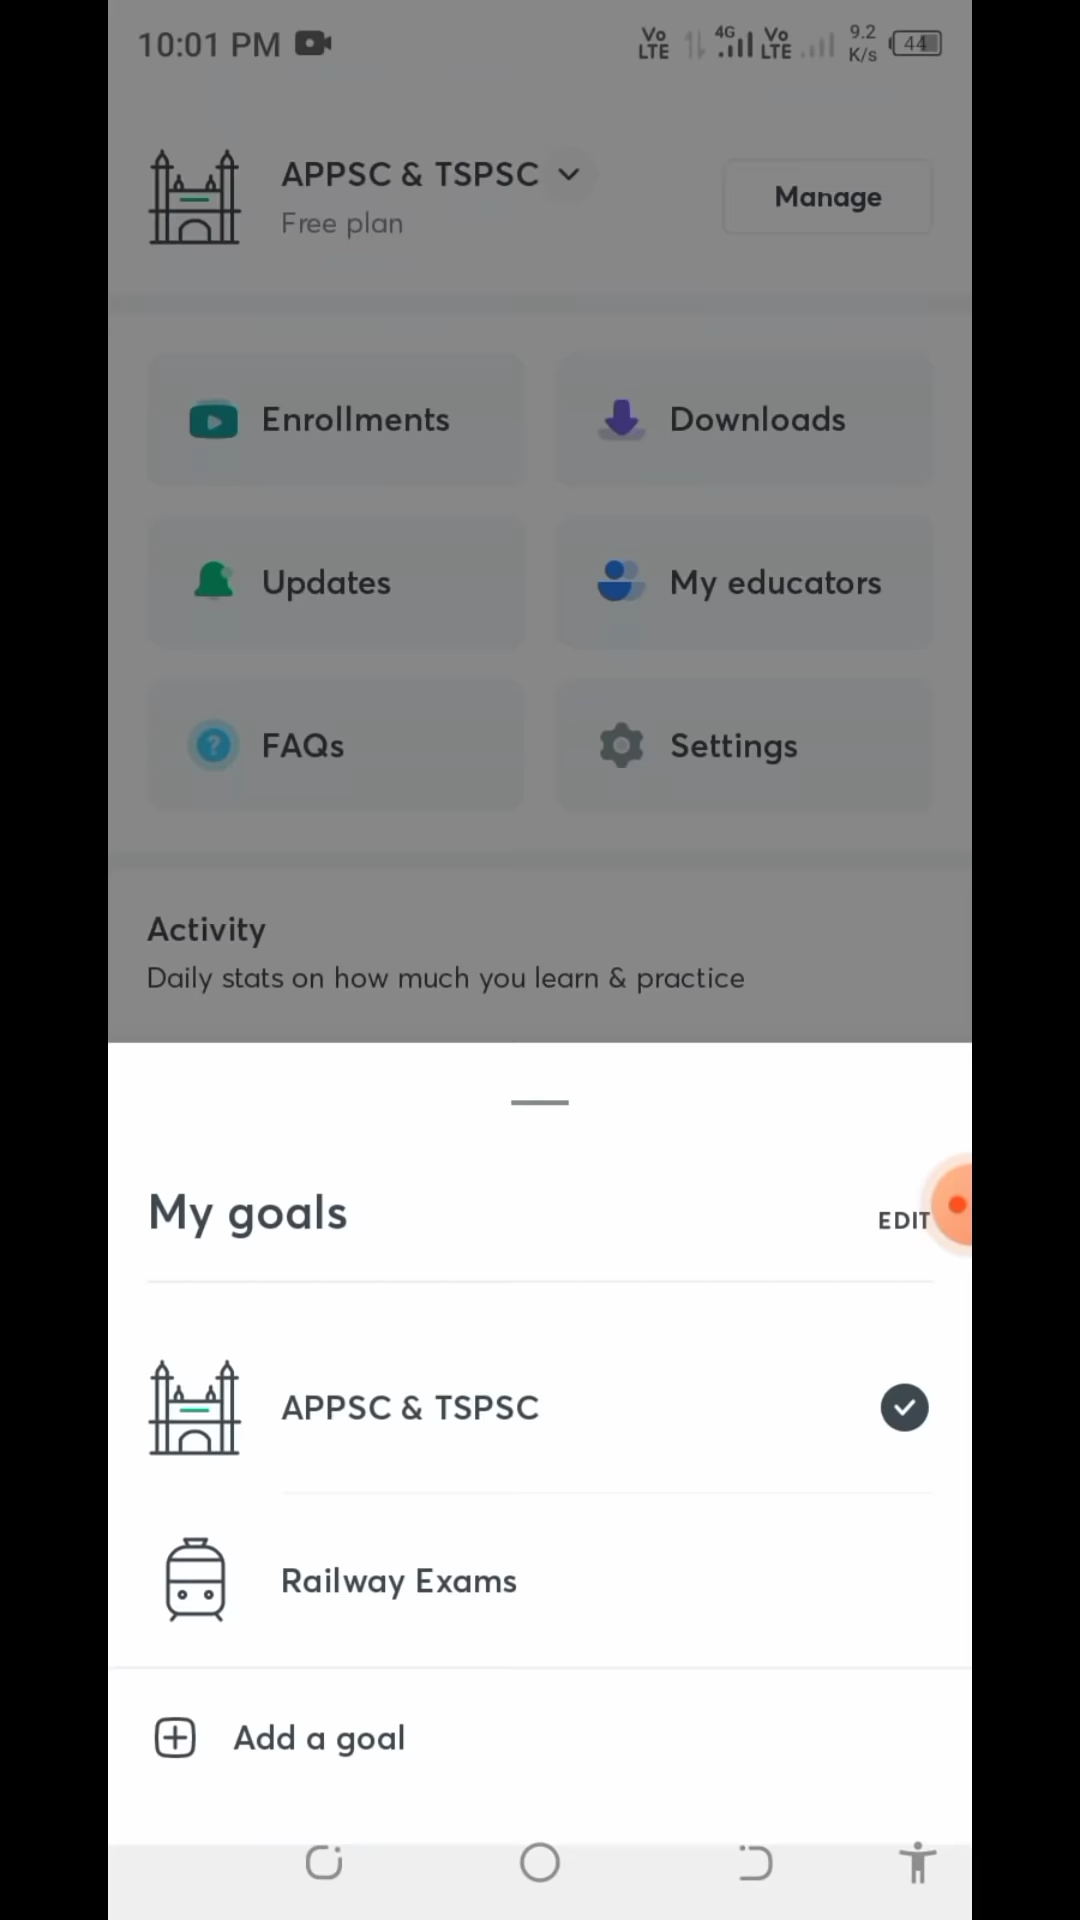 10:01 PM
Vo LTE 4G Vo LTE 9.2 K/s 44
APPSC & TSPSC
Free plan
Manage
Enrollments
Downloads
Updates
My educators
FAQs
Settings
Activity
Daily stats on how much you learn & practice
My goals
EDIT
APPSC & TSPSC
Railway Exams
Add a goal